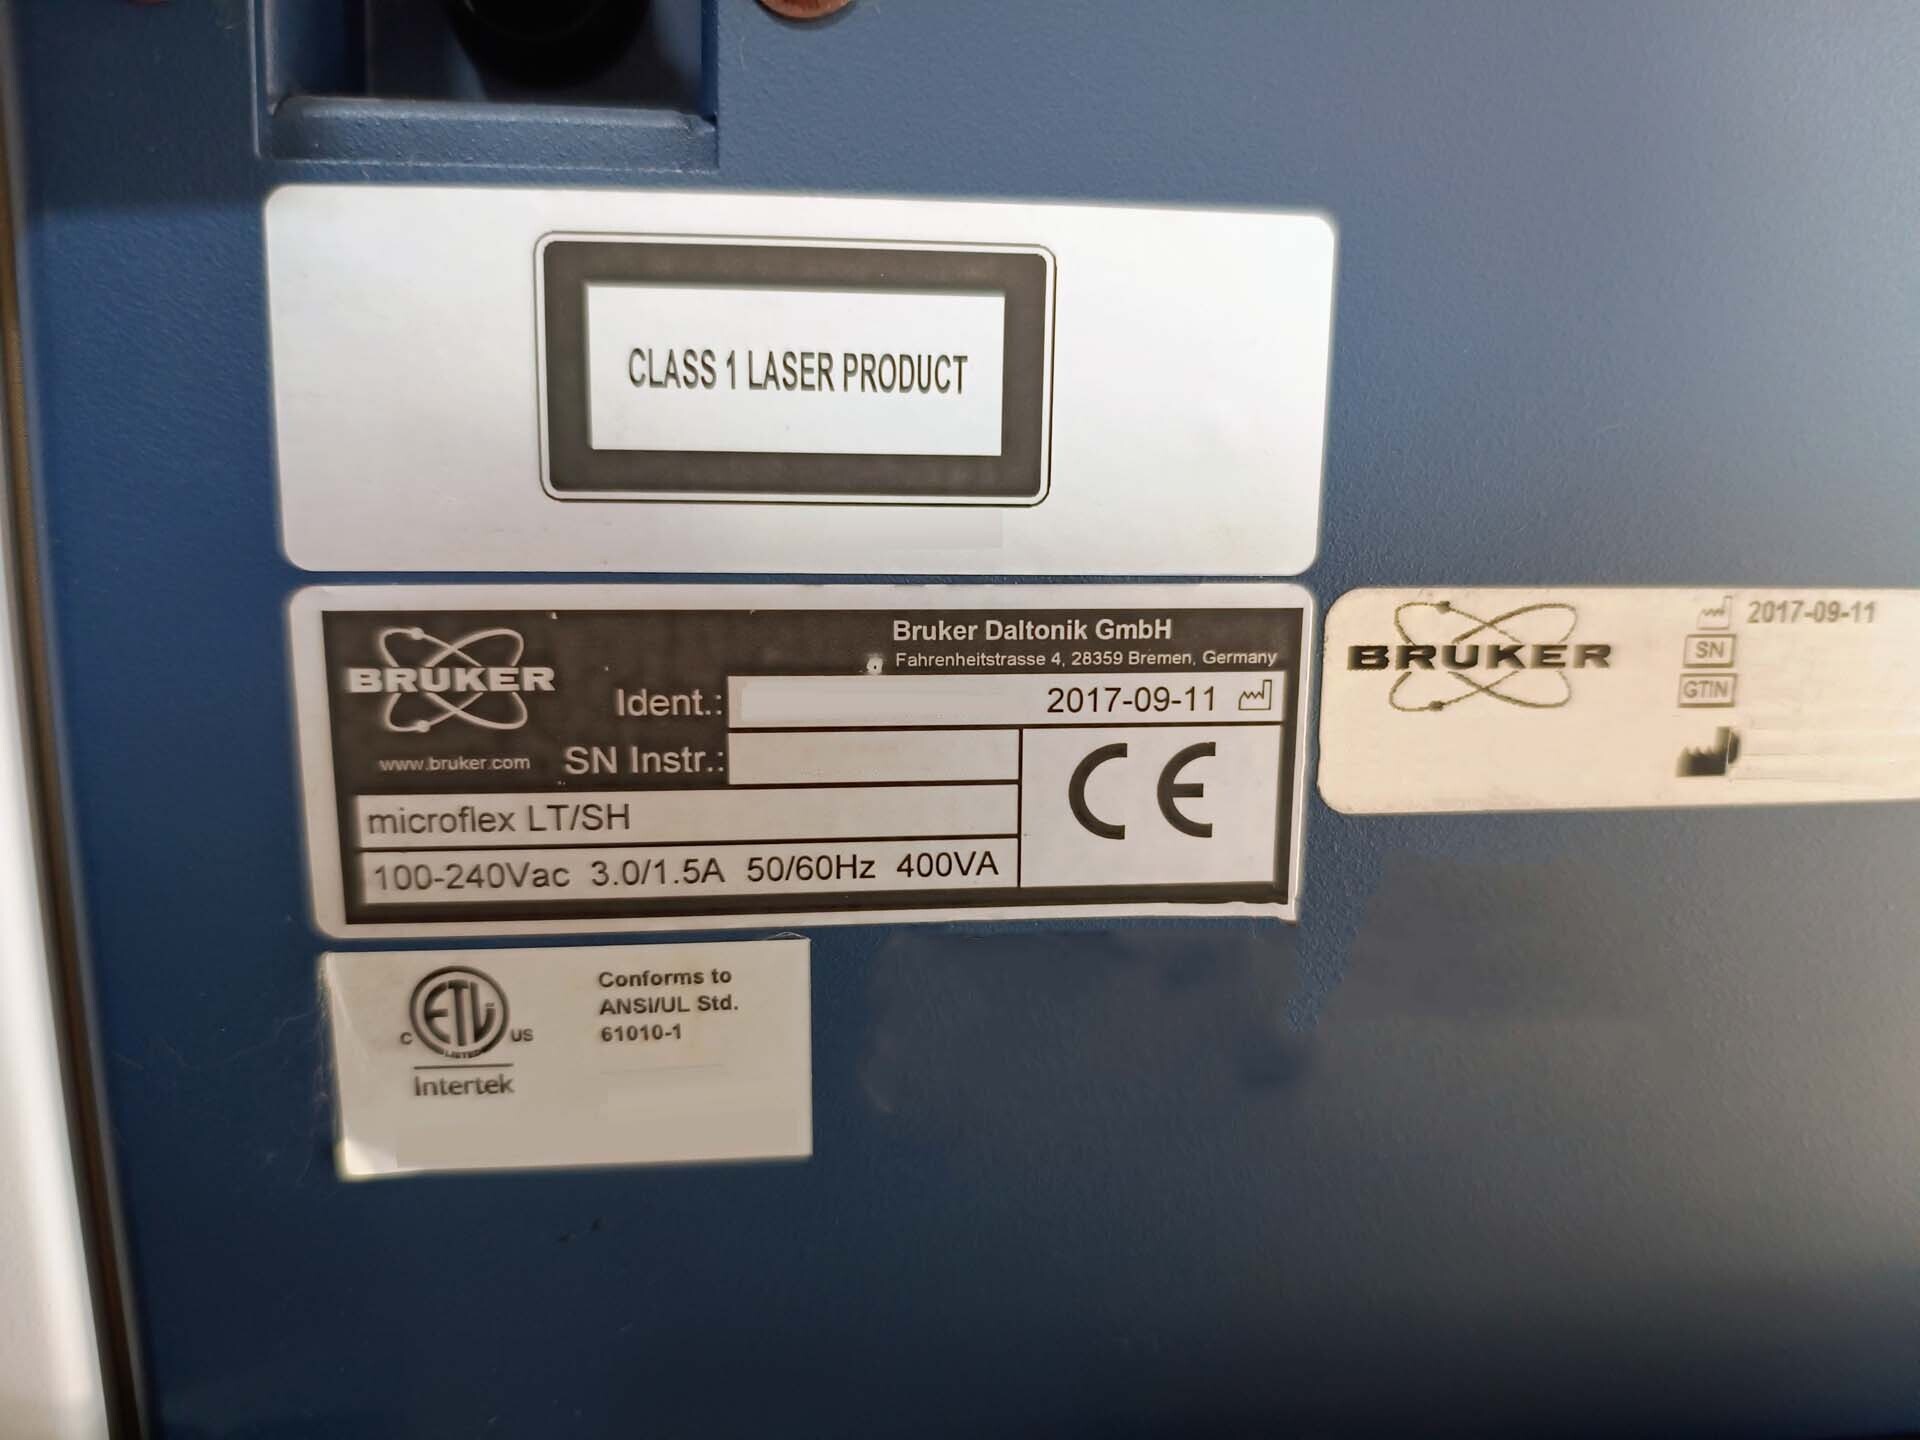 CLASS 1 LASER PRODUCT
BRUKER
www.bruker.com
Bruker Daltonik GmbH
Fahrenheitstrasse 4, 28359 Bremen, Germany
Ident.: 2017-09-11
SN Instr.:
microflex LT/SH
100-240Vac 3.0/1.5A 50/60Hz 400VA
CE
BRUKER
2017-09-11
SN
GTIN
ETL
LISTED
C US
Intertek
Conforms to
ANSI/UL Std.
61010-1